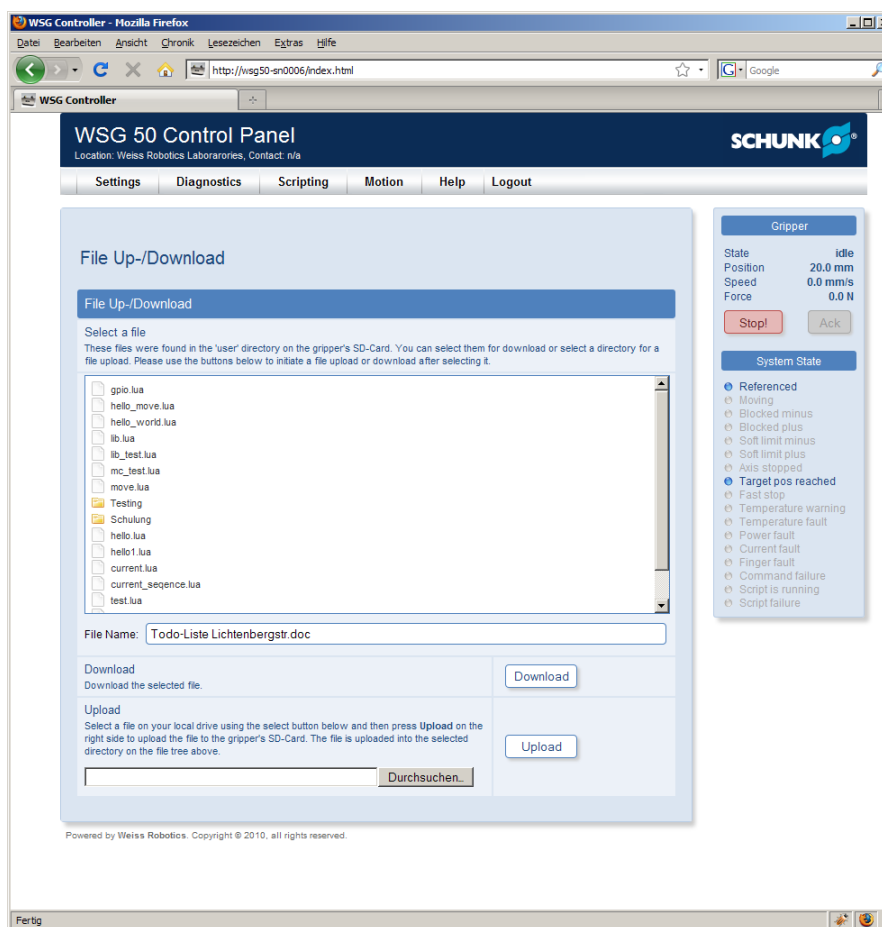 WSG Controller - Mozilla Firefox
Datei Bearbeiten Ansicht Chronik Lesezeichen Extras Hilfe
http://wsg50-sn0006/index.html
G Google
WSG Controller
WSG 50 Control Panel
Location: Weiss Robotics Laborarories, Contact: n/a
SCHUNK
Settings Diagnostics Scripting Motion Help Logout
File Up-/Download
File Up-/Download
Select a file
These files were found in the 'user' directory on the gripper's SD-Card. You can select them for download or select a directory for a
file upload. Please use the buttons below to initiate a file upload or download after selecting it.
gpio.lua
hello_move.lua
hello_world.lua
lib.lua
lib_test.lua
mc_test.lua
move.lua
Testing
Schulung
hello.lua
hello1.lua
current.lua
current_seqence.lua
test.lua
File Name: Todo-Liste Lichtenbergstr.doc
Download
Download the selected file.
Download
Upload
Select a file on your local drive using the select button below and then press Upload on the
right side to upload the file to the gripper's SD-Card. The file is uploaded into the selected
directory on the file tree above.
Upload
Durchsuchen...
Gripper
State idle
Position 20.0 mm
Speed 0.0 mm/s
Force 0.0 N
Stop! Ack
System State
Referenced
Moving
Blocked minus
Blocked plus
Soft limit minus
Soft limit plus
Axis stopped
Target pos reached
Fast stop
Temperature warning
Temperature fault
Power fault
Current fault
Finger fault
Command failure
Script is running
Script failure
Powered by Weiss Robotics. Copyright © 2010, all rights reserved.
Fertig